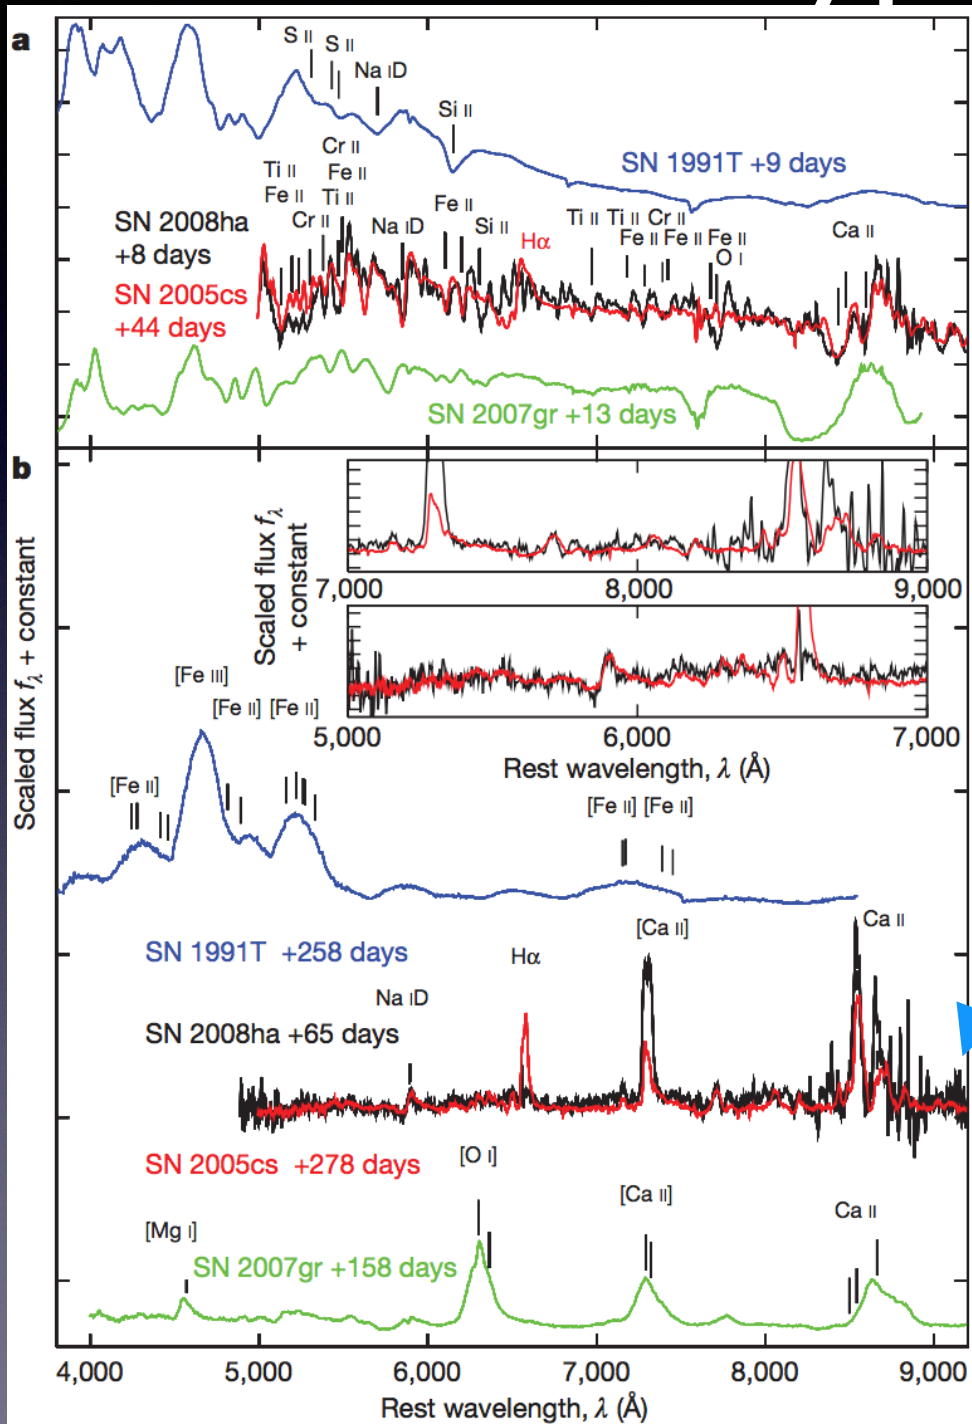 a
S II
S II
Na I D
Si II
SN 1991T +9 days
Cr II
Ti II
Fe II
Fe II
Ti II
Cr II
SN 2008ha
+8 days
Na I D
Fe II
Si II
Hα
Ti II Ti II Cr II
Fe II Fe II Fe II
O I
Ca II
SN 2005cs
+44 days
SN 2007gr +13 days
b
Scaled flux fλ
+ constant
7,000 8,000 9,000
Scaled flux fλ + constant
5,000 6,000 7,000
Rest wavelength, λ (Å)
[Fe III]
[Fe II] [Fe II]
[Fe II]
[Fe II] [Fe II]
SN 1991T +258 days
Hα
[Ca II]
Ca II
Na I D
SN 2008ha +65 days
SN 2005cs +278 days
[O I]
[Ca II]
Ca II
[Mg I]
SN 2007gr +158 days
4,000 5,000 6,000 7,000 8,000 9,000
Rest wavelength, λ (Å)